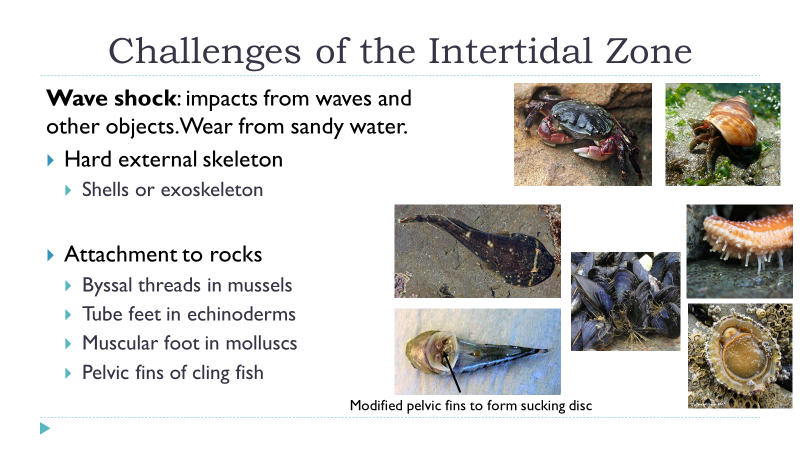 Challenges of the Intertidal Zone
Wave shock: impacts from waves and
other objects. Wear from sandy water.
Hard external skeleton
Shells or exoskeleton
Attachment to rocks
Byssal threads in mussels
Tube feet in echinoderms
Muscular foot in molluscs
Pelvic fins of cling fish
Modified pelvic fins to form sucking disc